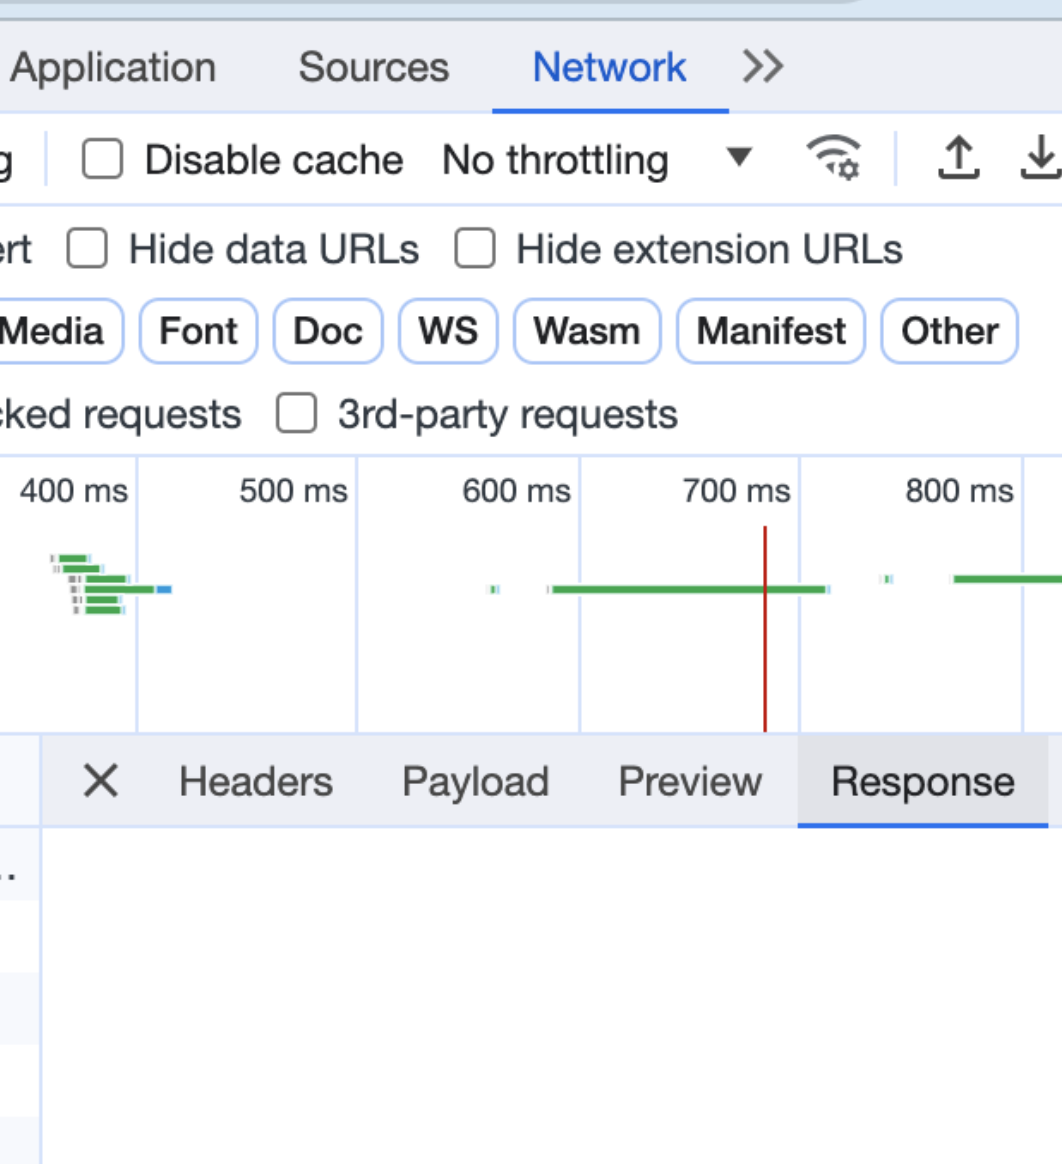 Application Sources Network
g Disable cache No throttling
ert Hide data URLs Hide extension URLs
Media Font Doc WS Wasm Manifest Other
cked requests 3rd-party requests
400 ms 500 ms 600 ms 700 ms 800 ms
Headers Payload Preview Response
..